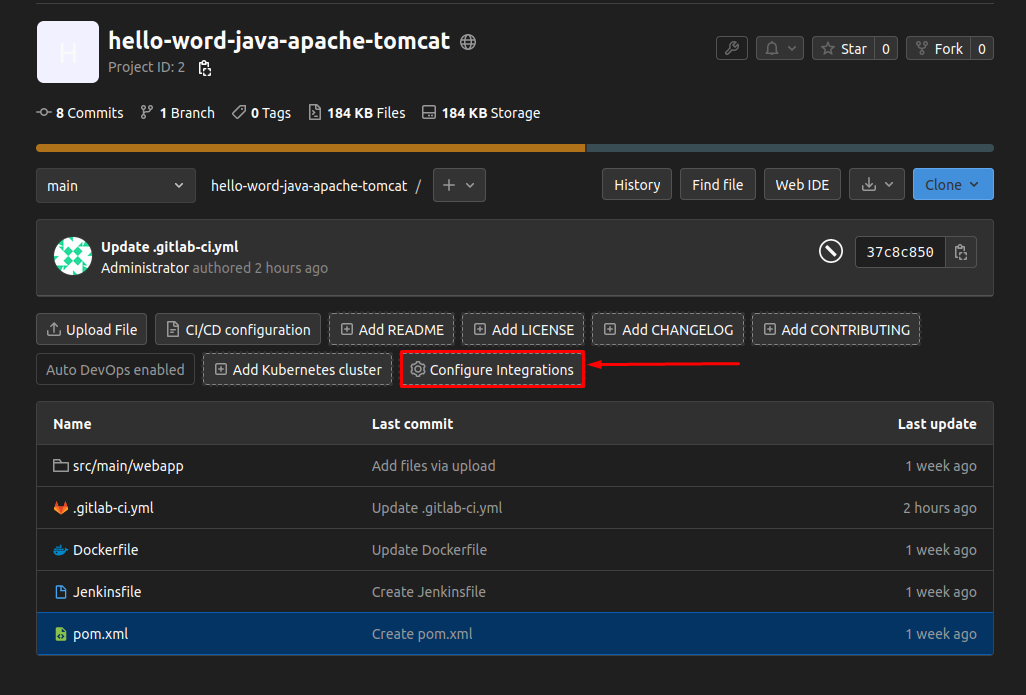 H
hello-word-java-apache-tomcat
Project ID: 2
Star 0
Fork 0
8 Commits 1 Branch 0 Tags 184 KB Files 184 KB Storage
main hello-word-java-apache-tomcat / + History Find file Web IDE Clone
Update .gitlab-ci.yml
Administrator authored 2 hours ago
37c8c850
Upload File CI/CD configuration Add README Add LICENSE Add CHANGELOG Add CONTRIBUTING
Auto DevOps enabled Add Kubernetes cluster Configure Integrations
Name Last commit Last update
src/main/webapp Add files via upload 1 week ago
.gitlab-ci.yml Update .gitlab-ci.yml 2 hours ago
Dockerfile Update Dockerfile 1 week ago
Jenkinsfile Create Jenkinsfile 1 week ago
pom.xml Create pom.xml 1 week ago